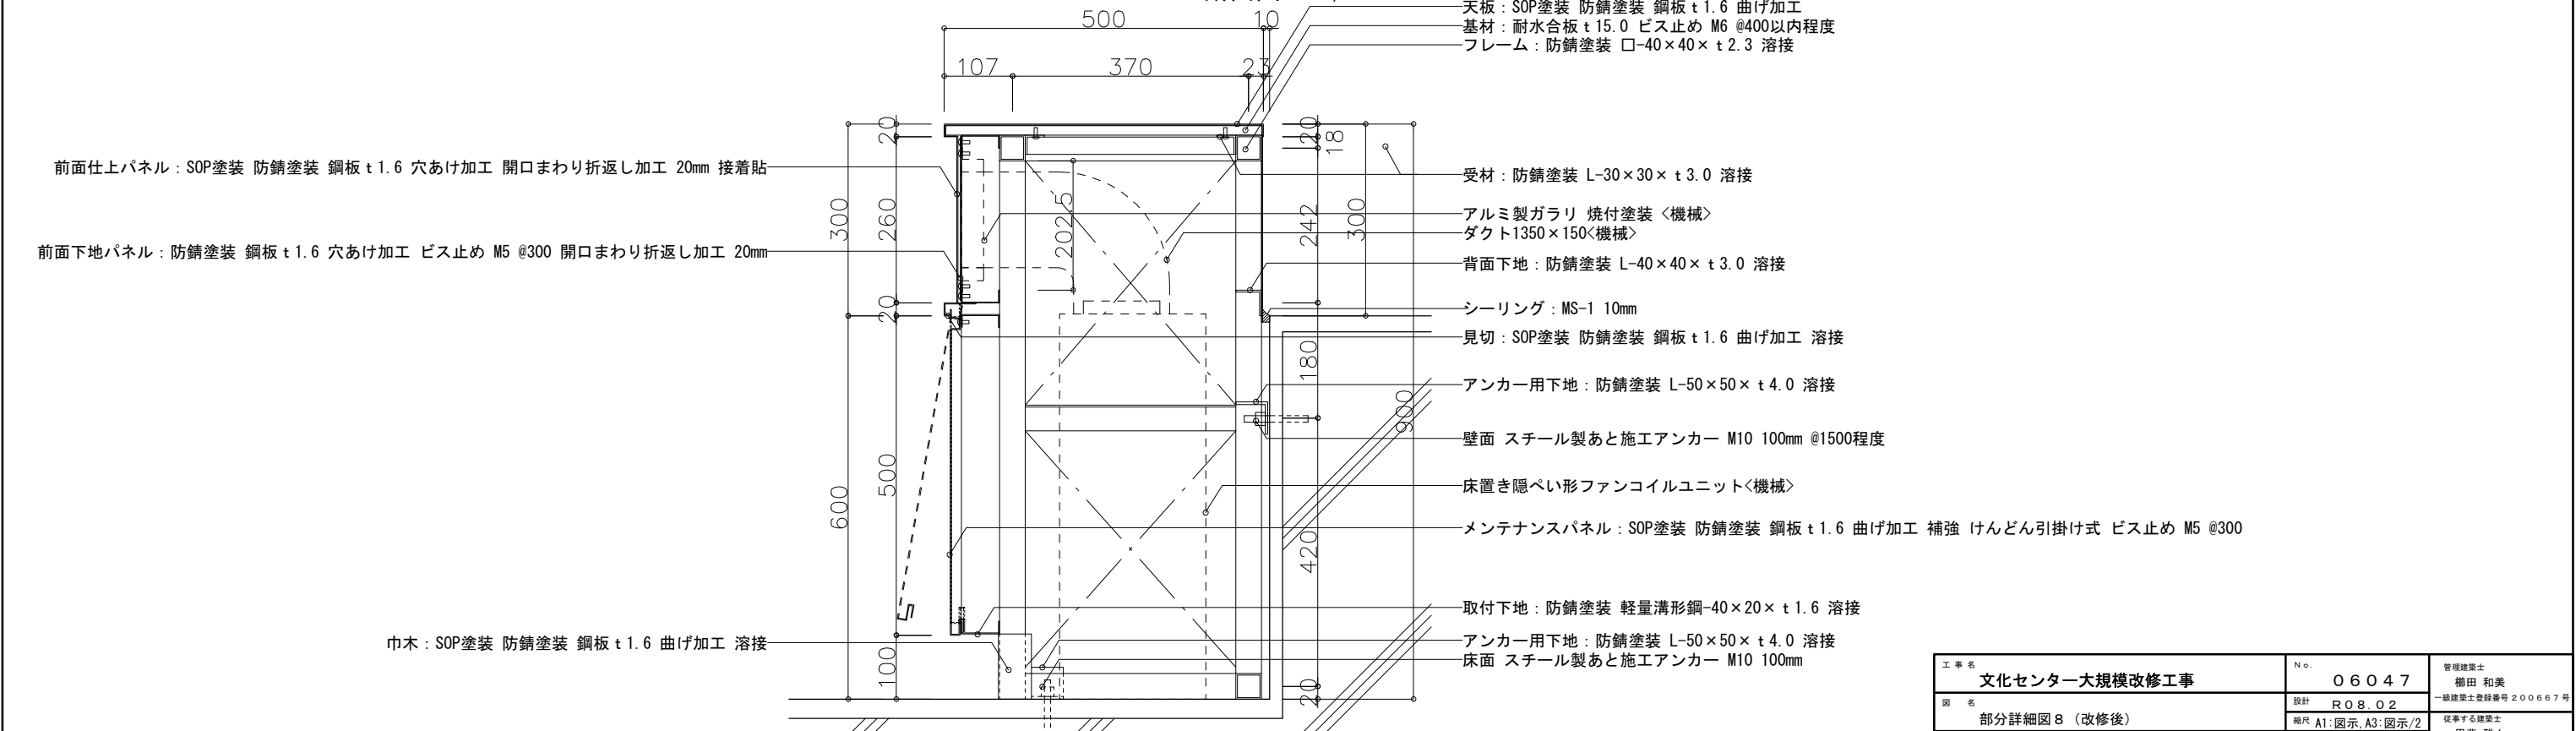 天板：SOP塗装 防錆塗装 鋼板ｔ1.6 曲げ加工
基材：耐水合板ｔ15.0 ビス止め M6 @400以内程度
フレーム：防錆塗装 口-40×40×ｔ2.3 溶接
500
10
107
370
23
前面仕上パネル：SOP塗装 防錆塗装 鋼板ｔ1.6 穴あけ加工 開口まわり折返し加工 20mm 接着貼
前面下地パネル：防錆塗装 鋼板ｔ1.6 穴あけ加工 ビス止め M5 @300 開口まわり折返し加工 20mm
巾木：SOP塗装 防錆塗装 鋼板ｔ1.6 曲げ加工 溶接
300
600
20
260
20
500
100
202.5
20
18
242
300
180
900
420
20
受材：防錆塗装 L-30×30×ｔ3.0 溶接
アルミ製ガラリ 焼付塗装 <機械>
ダクト1350×150<機械>
背面下地：防錆塗装 L-40×40×ｔ3.0 溶接
シーリング：MS-1 10mm
見切：SOP塗装 防錆塗装 鋼板ｔ1.6 曲げ加工 溶接
アンカー用下地：防錆塗装 L-50×50×ｔ4.0 溶接
壁面 スチール製あと施工アンカー M10 100mm @1500程度
床置き隠ぺい形ファンコイルユニット<機械>
メンテナンスパネル：SOP塗装 防錆塗装 鋼板ｔ1.6 曲げ加工 補強 けんどん引掛け式 ビス止め M5 @300
取付下地：防錆塗装 軽量溝形鋼-40×20×ｔ1.6 溶接
アンカー用下地：防錆塗装 L-50×50×ｔ4.0 溶接
床面 スチール製あと施工アンカー M10 100mm
工事名
文化センター大規模改修工事
No.
06047
管理建築士
櫛田 和美
一級建築士登録番号２００６６７号
図 名
部分詳細図８（改修後）
設計
R08.02
縮尺 A1:図示,A3:図示/2
従事する建築士